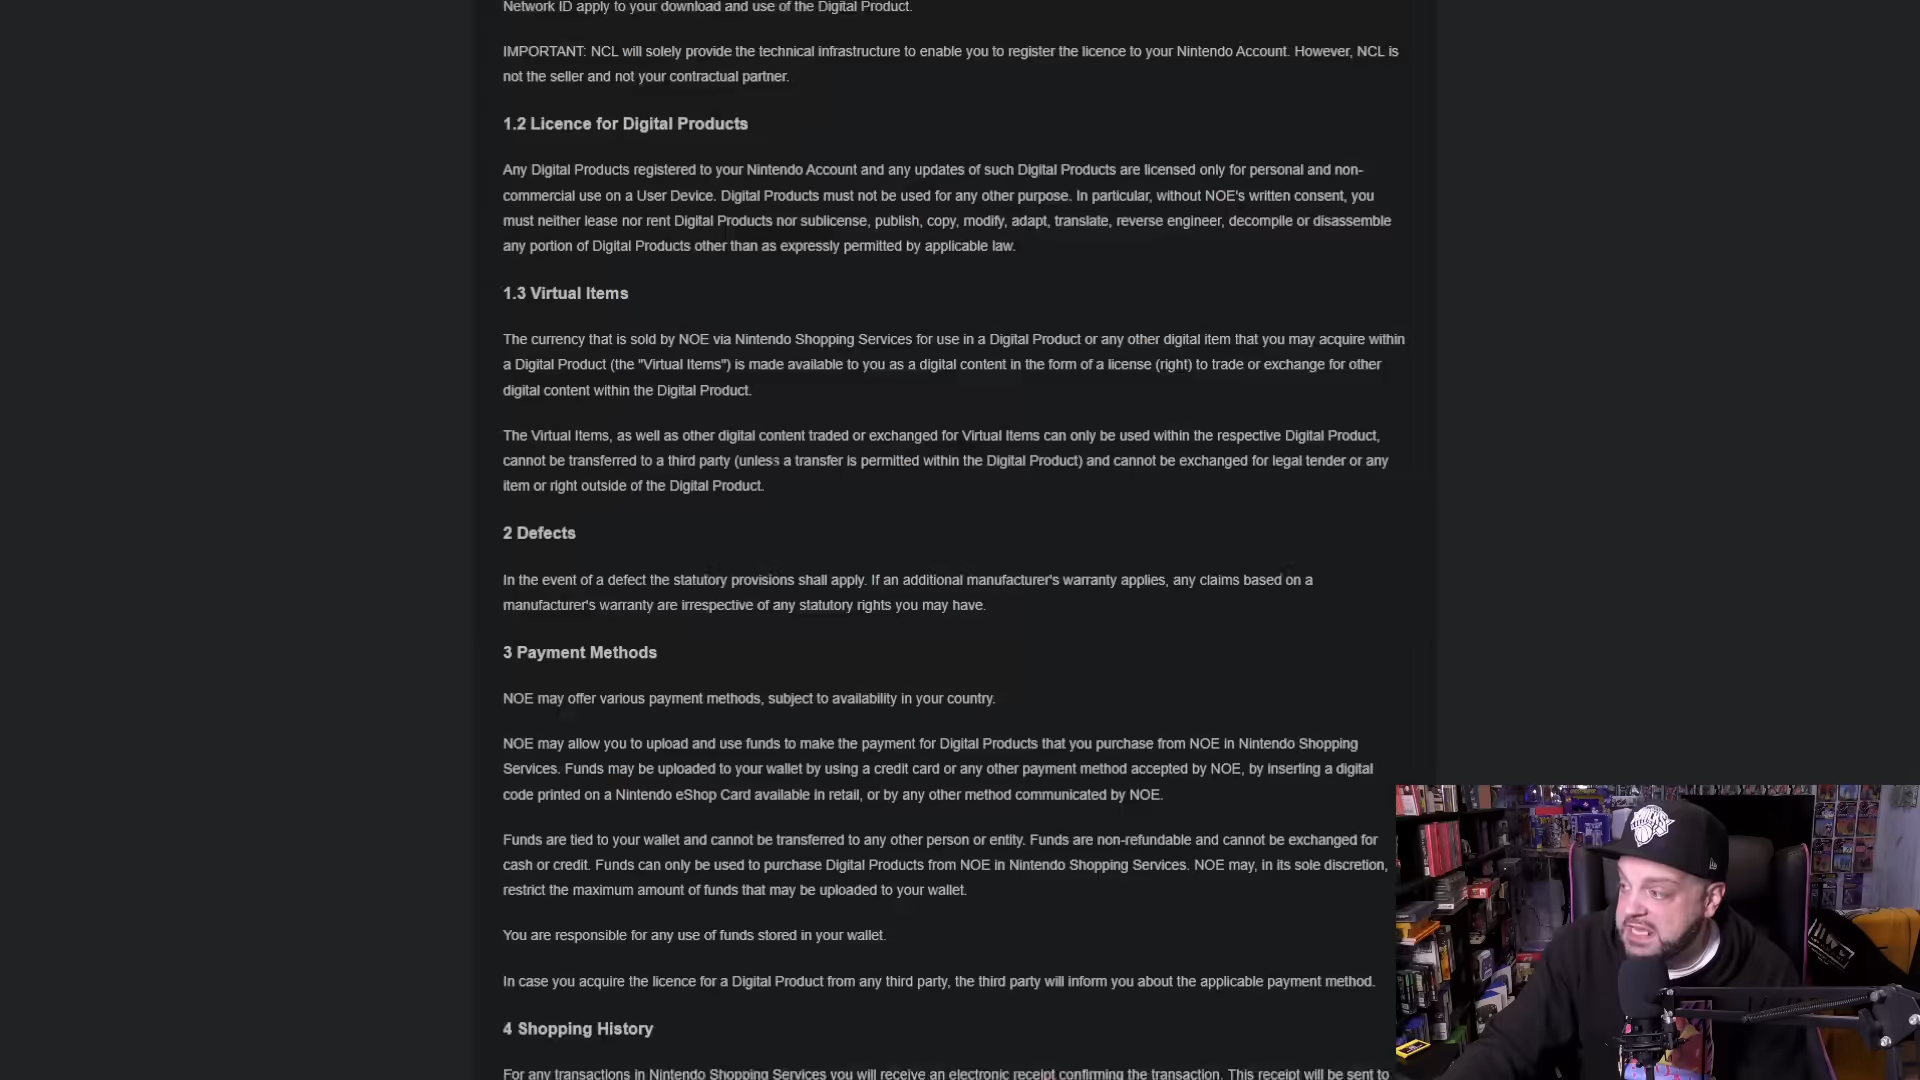 Network ID apply to your download and use of the Digital Product.
IMPORTANT: NCL will solely provide the technical infrastructure to enable you to register the licence to your Nintendo Account. However, NCL is
not the seller and not your contractual partner.
1.2 Licence for Digital Products
Any Digital Products registered to your Nintendo Account and any updates of such Digital Products are licensed only for personal and non-
commercial use on a User Device. Digital Products must not be used for any other purpose. In particular, without NOE's written consent, you
must neither lease nor rent Digital Products nor sublicense, publish, copy, modify, adapt, translate, reverse engineer, decompile or disassemble
any portion of Digital Products other than as expressly permitted by applicable law.
1.3 Virtual Items
The currency that is sold by NOE via Nintendo Shopping Services for use in a Digital Product or any other digital item that you may acquire within
a Digital Product (the "Virtual Items") is made available to you as a digital content in the form of a license (right) to trade or exchange for other
digital content within the Digital Product.
The Virtual Items, as well as other digital content traded or exchanged for Virtual Items can only be used within the respective Digital Product,
cannot be transferred to a third party (unless a transfer is permitted within the Digital Product) and cannot be exchanged for legal tender or any
item or right outside of the Digital Product.
2 Defects
In the event of a defect the statutory provisions shall apply. If an additional manufacturer's warranty applies, any claims based on a
manufacturer's warranty are irrespective of any statutory rights you may have.
3 Payment Methods
NOE may offer various payment methods, subject to availability in your country.
NOE may allow you to upload and use funds to make the payment for Digital Products that you purchase from NOE in Nintendo Shopping
Services. Funds may be uploaded to your wallet by using a credit card or any other payment method accepted by NOE, by inserting a digital
code printed on a Nintendo eShop Card available in retail, or by any other method communicated by NOE.
Funds are tied to your wallet and cannot be transferred to any other person or entity. Funds are non-refundable and cannot be exchanged for
cash or credit. Funds can only be used to purchase Digital Products from NOE in Nintendo Shopping Services. NOE may, in its sole discretion,
restrict the maximum amount of funds that may be uploaded to your wallet.
You are responsible for any use of funds stored in your wallet.
In case you acquire the licence for a Digital Product from any third party, the third party will inform you about the applicable payment method.
4 Shopping History
For any transactions in Nintendo Shopping Services you will receive an electronic receipt confirming the transaction. This receipt will be sent to